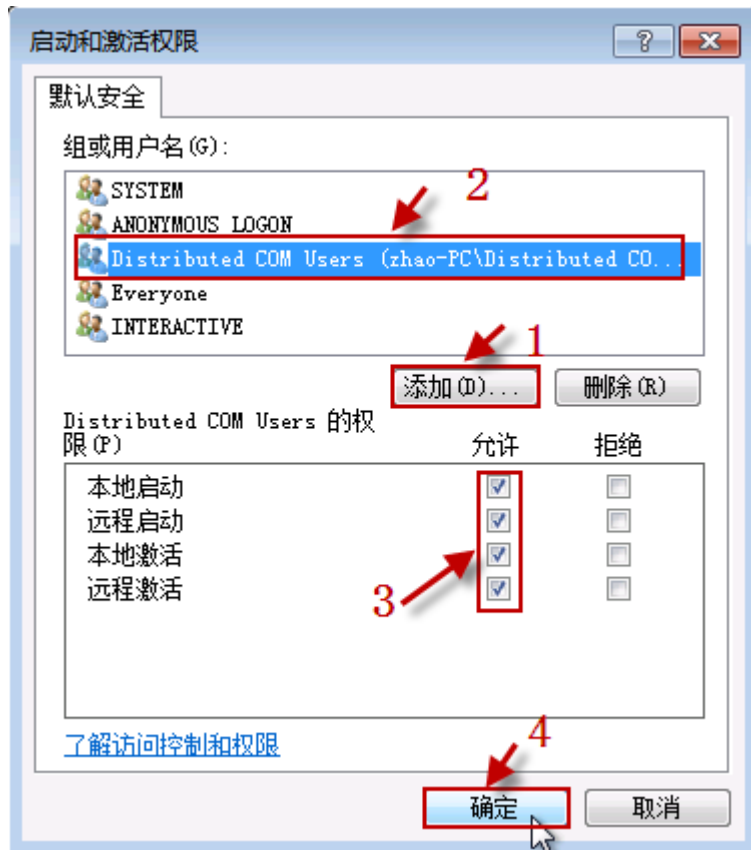 启动和激活权限
默认安全
组或用户名(G):
2
SYSTEM
ANONYMOUS LOGON
Distributed COM Users (zhao-PC\Distributed CO...
Everyone
INTERACTIVE
1
添加(D)... 删除(R)
Distributed COM Users 的权
限(P) 允许 拒绝
本地启动
远程启动
本地激活
远程激活
3
了解访问控制和权限
4
确定 取消